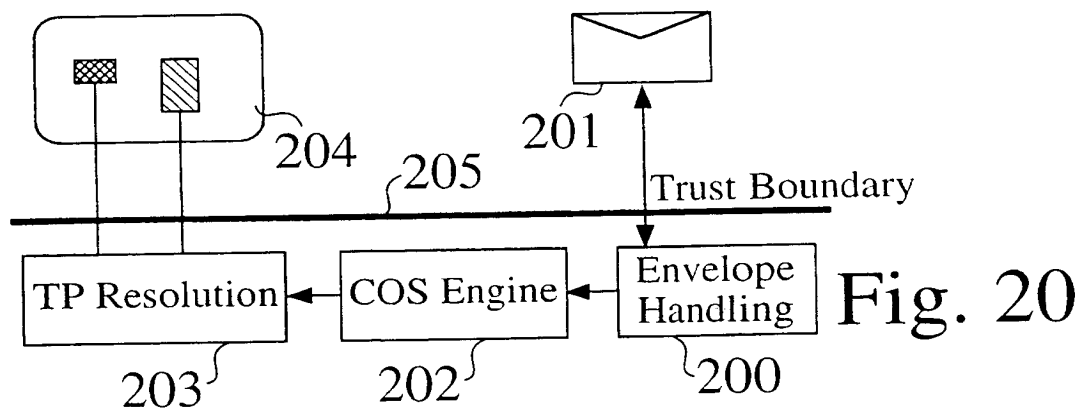 204
201
205
Trust Boundary
TP Resolution
COS Engine
Envelope
Handling
Fig. 20
203
202
200